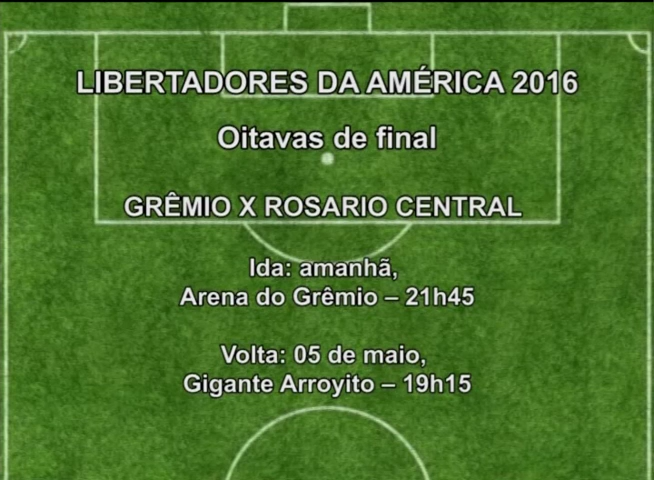 LIBERTADORES DA AMÉRICA 2016
Oitavas de final
GRÊMIO X ROSARIO CENTRAL
Ida: amanhã,
Arena do Grêmio – 21h45
Volta: 05 de maio,
Gigante Arroyito – 19h15